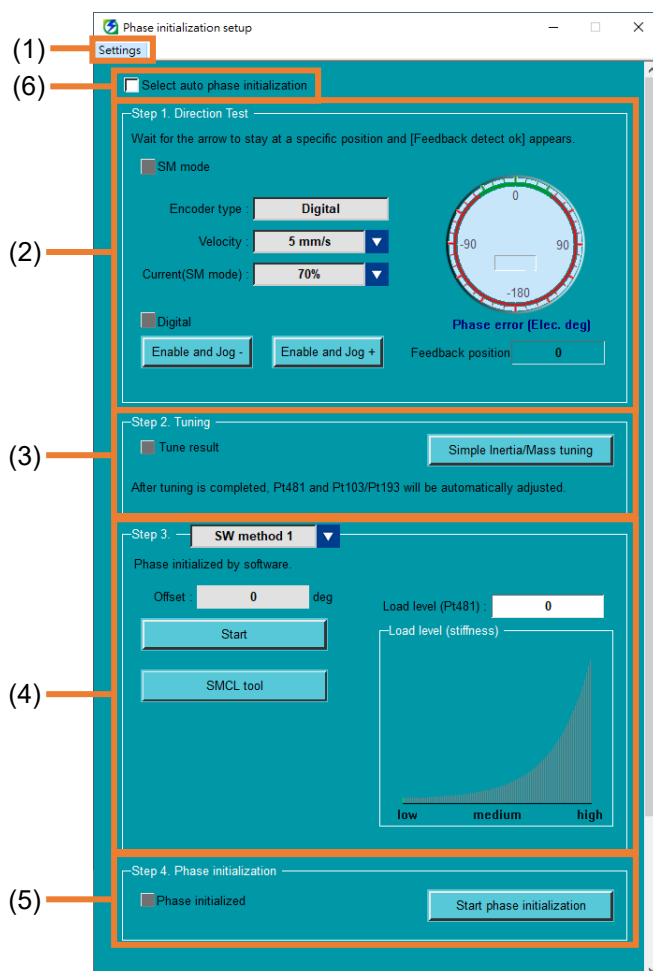 Phase initialization setup
(1) Settings
(6) Select auto phase initialization
Step 1. Direction Test
Wait for the arrow to stay at a specific position and [Feedback detect ok] appears.
SM mode
Encoder type : Digital
(2) Velocity : 5 mm/s
Current(SM mode) : 70%
0
-90 90
-180
Phase error (Elec. deg)
Digital
Enable and Jog - Enable and Jog + Feedback position 0
Step 2. Tuning
(3) Tune result Simple Inertia/Mass tuning
After tuning is completed, Pt481 and Pt103/Pt193 will be automatically adjusted.
Step 3. SW method 1
Phase initialized by software.
Offset : 0 deg Load level (Pt481) : 0
Start Load level (stiffness)
(4) SMCL tool
low medium high
Step 4. Phase initialization
(5) Phase initialized Start phase initialization